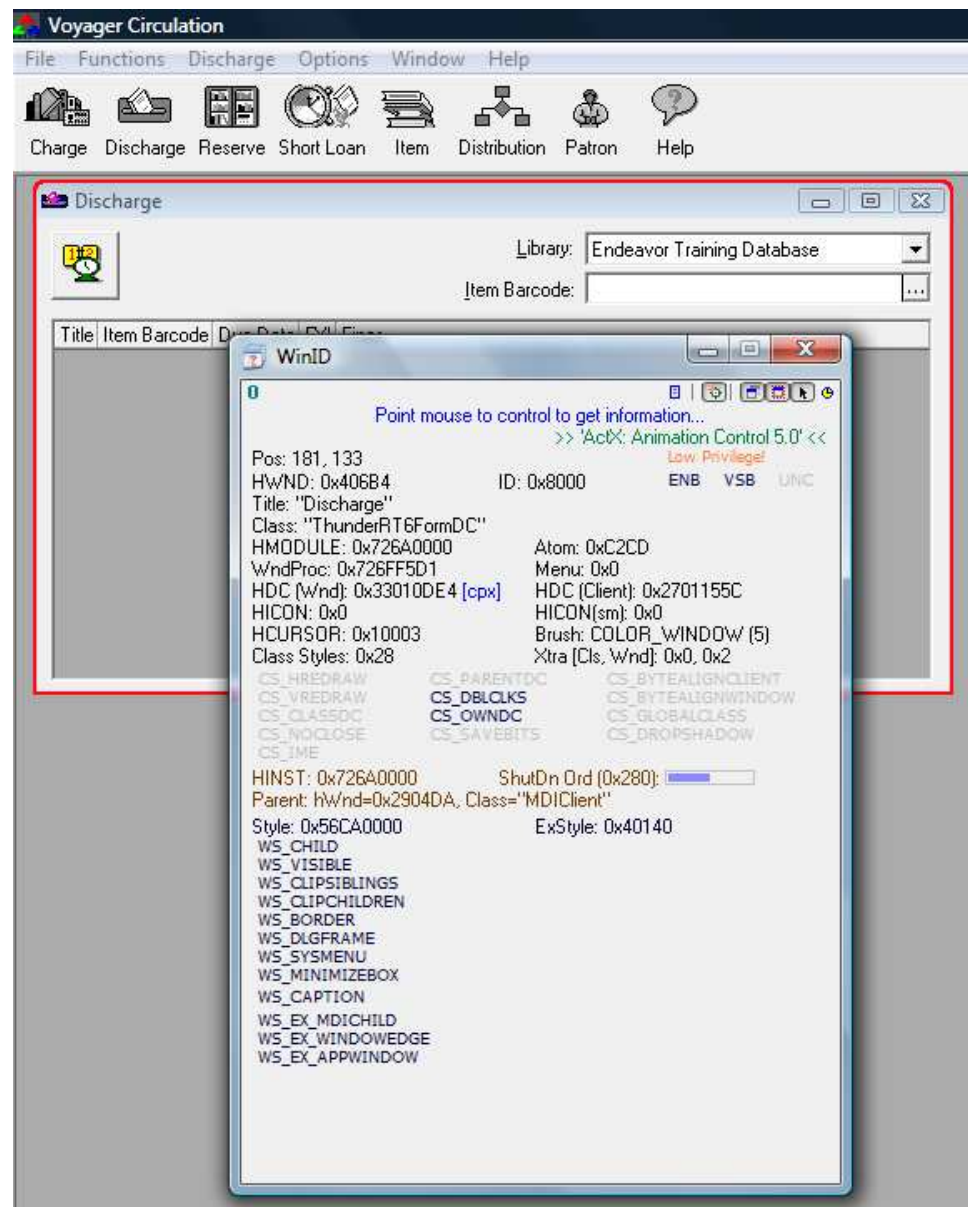 Voyager Circulation
File Functions Discharge Options Window Help
Charge Discharge Reserve Short Loan Item Distribution Patron Help
Discharge
Library: Endeavor Training Database
Item Barcode: ...
Title Item Barcode
WinID
0
Point mouse to control to get information...
>> 'ActX: Animation Control 5.0' <<
Pos: 181, 133 Low Privilege!
HWND: 0x406B4 ID: 0x8000 ENB VSB UNC
Title: "Discharge"
Class: "ThunderRT6FormDC"
HMODULE: 0x726A0000 Atom: 0xC2CD
WndProc: 0x726FF5D1 Menu: 0x0
HDC (Wnd): 0x33010DE4 [cpx] HDC (Client): 0x2701155C
HICON: 0x0 HICON(sm): 0x0
HCURSOR: 0x10003 Brush: COLOR_WINDOW (5)
Class Styles: 0x28 Xtra [Cls, Wnd]: 0x0, 0x2
CS_HREDRAW CS_PARENTDC CS_BYTEALIGNCLIENT
CS_VREDRAW CS_DBLCLKS CS_BYTEALIGNWINDOW
CS_CLASSDC CS_OWNDC CS_GLOBALCLASS
CS_NOCLOSE CS_SAVEBITS CS_DROPSHADOW
CS_IME
HINST: 0x726A0000 ShutDn Ord (0x280):
Parent: hWnd=0x2904DA, Class="MDIClient"
Style: 0x56CA0000 ExStyle: 0x40140
WS_CHILD
WS_VISIBLE
WS_CLIPSIBLINGS
WS_CLIPCHILDREN
WS_BORDER
WS_DLGFRAME
WS_SYSMENU
WS_MINIMIZEBOX
WS_CAPTION
WS_EX_MDICHILD
WS_EX_WINDOWEDGE
WS_EX_APPWINDOW